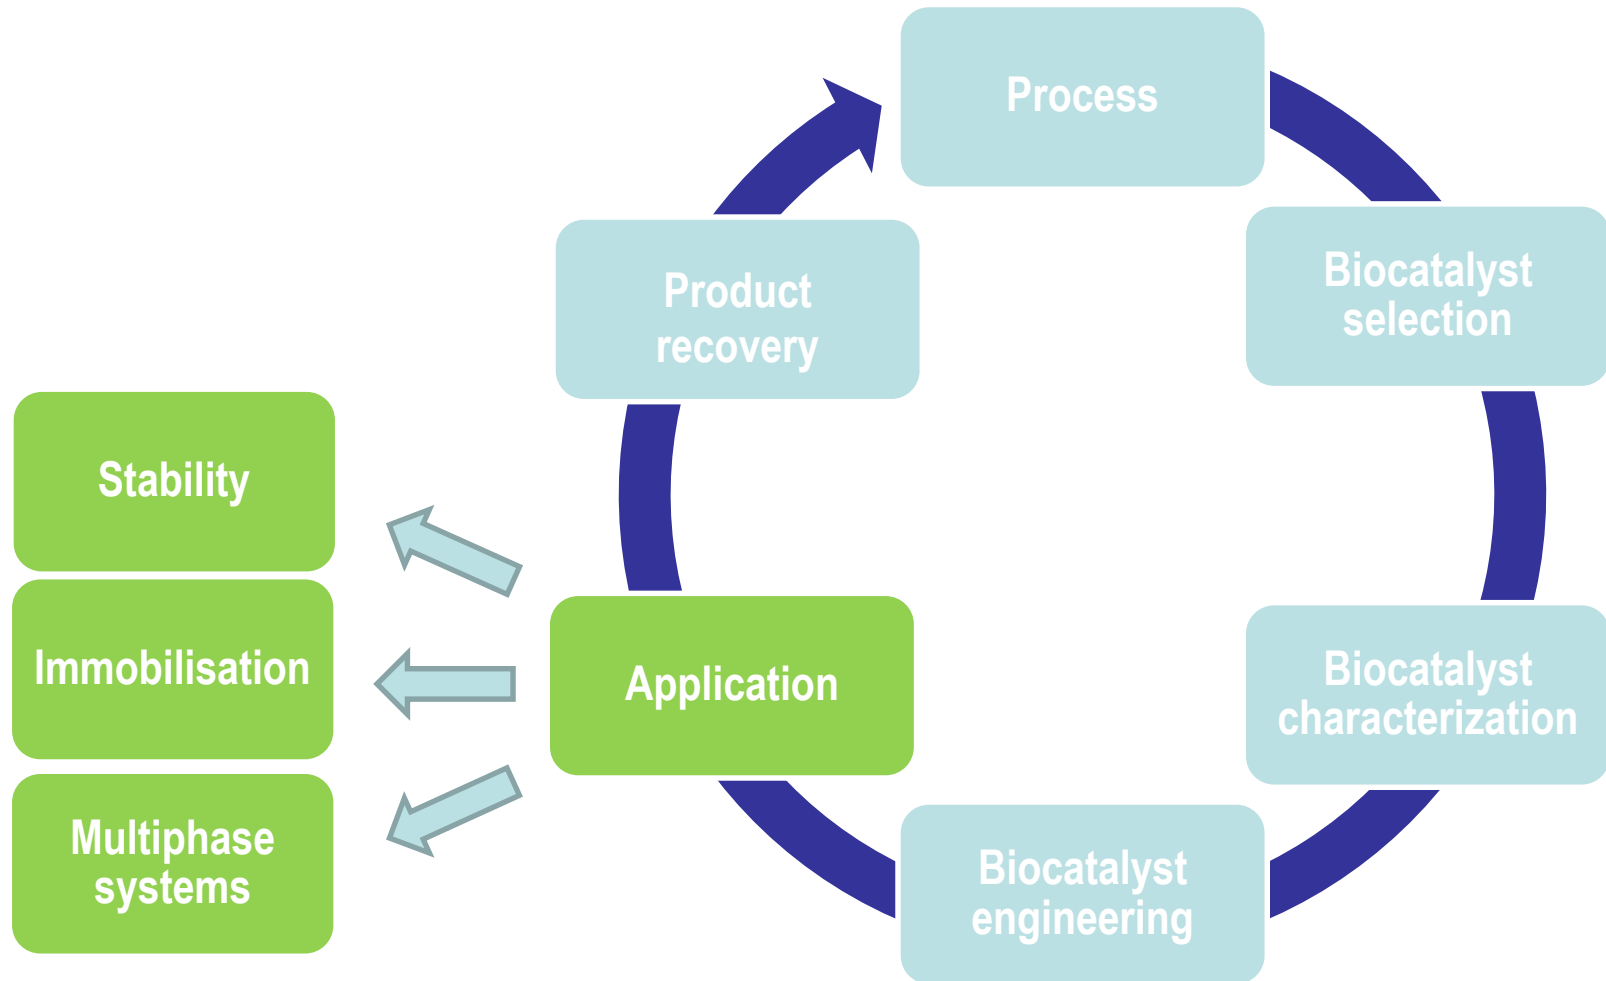 Process
Biocatalyst
selection
Product
recovery
Stability
Immobilisation
Application
Biocatalyst
characterization
Multiphase
systems
Biocatalyst
engineering